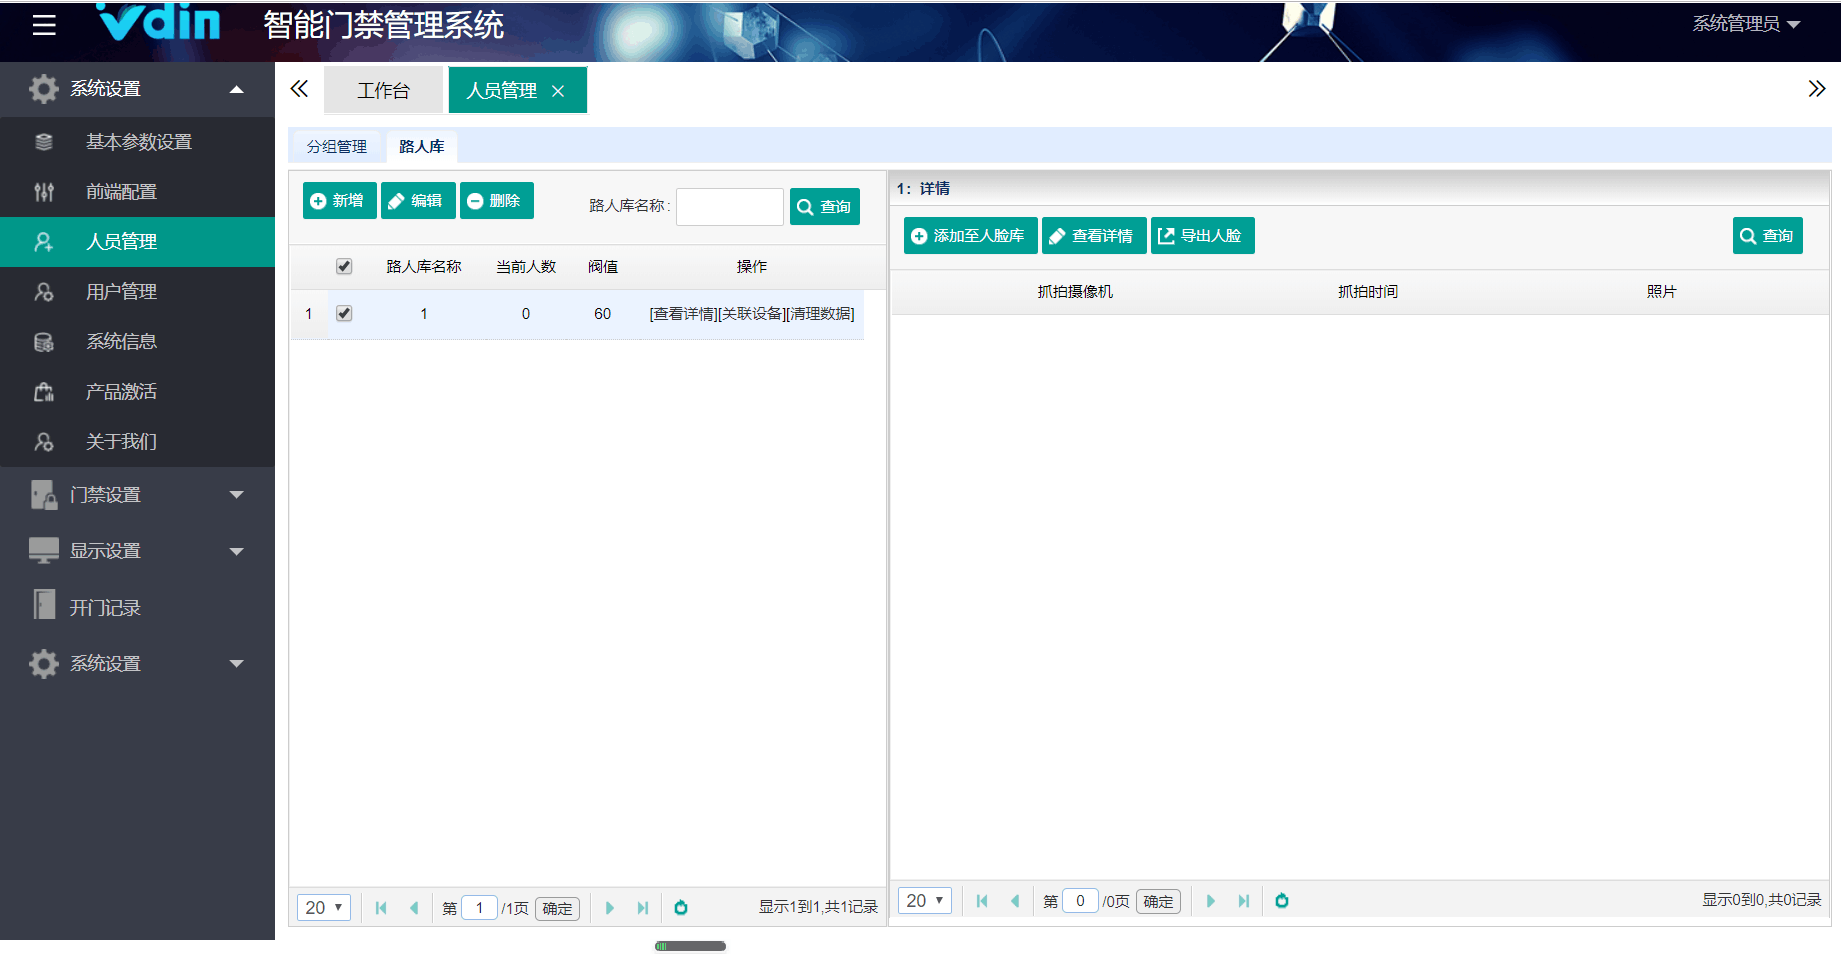 vdin 智能门禁管理系统 系统管理员
系统设置
基本参数设置
前端配置
人员管理
用户管理
系统信息
产品激活
关于我们
门禁设置
显示设置
开门记录
系统设置
工作台 人员管理
分组管理 路人库
新增 编辑 删除 路人库名称: 查询
路人库名称 当前人数 阀值 操作
1 1 0 60 [查看详情][关联设备][清理数据]
20 第 1 /1页 确定 显示1到1,共1记录
1: 详情
添加至人脸库 查看详情 导出人脸 查询
抓拍摄像机 抓拍时间 照片
20 第 0 /0页 确定 显示0到0,共0记录